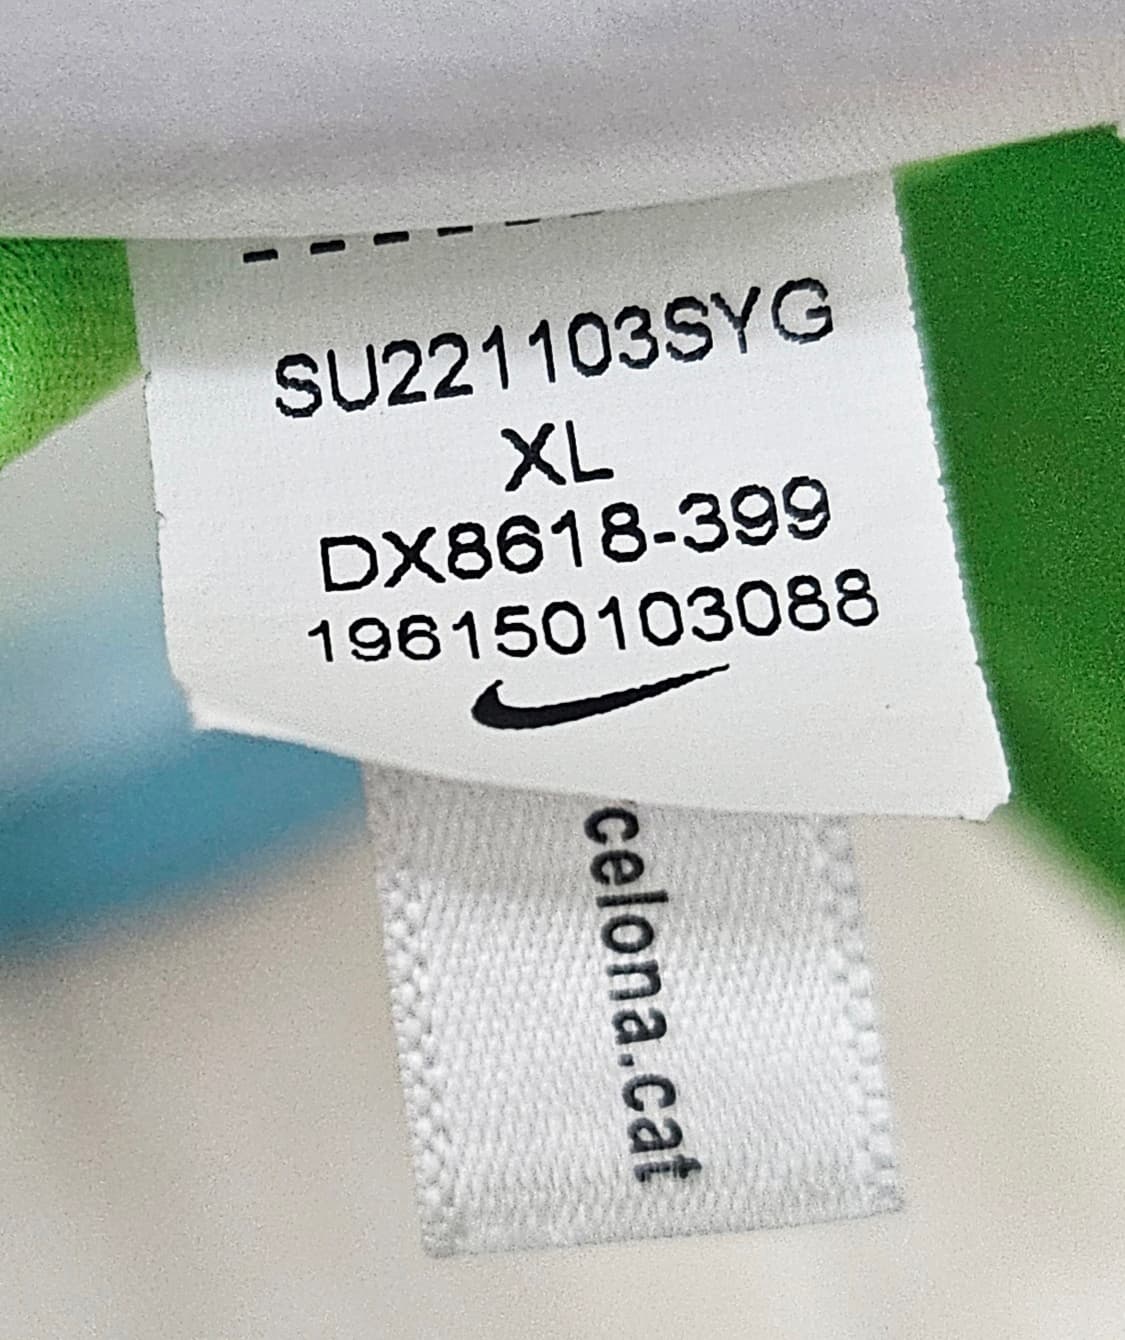 SU221103SYG
XL
DX8618-399
196150103088
celona.cat